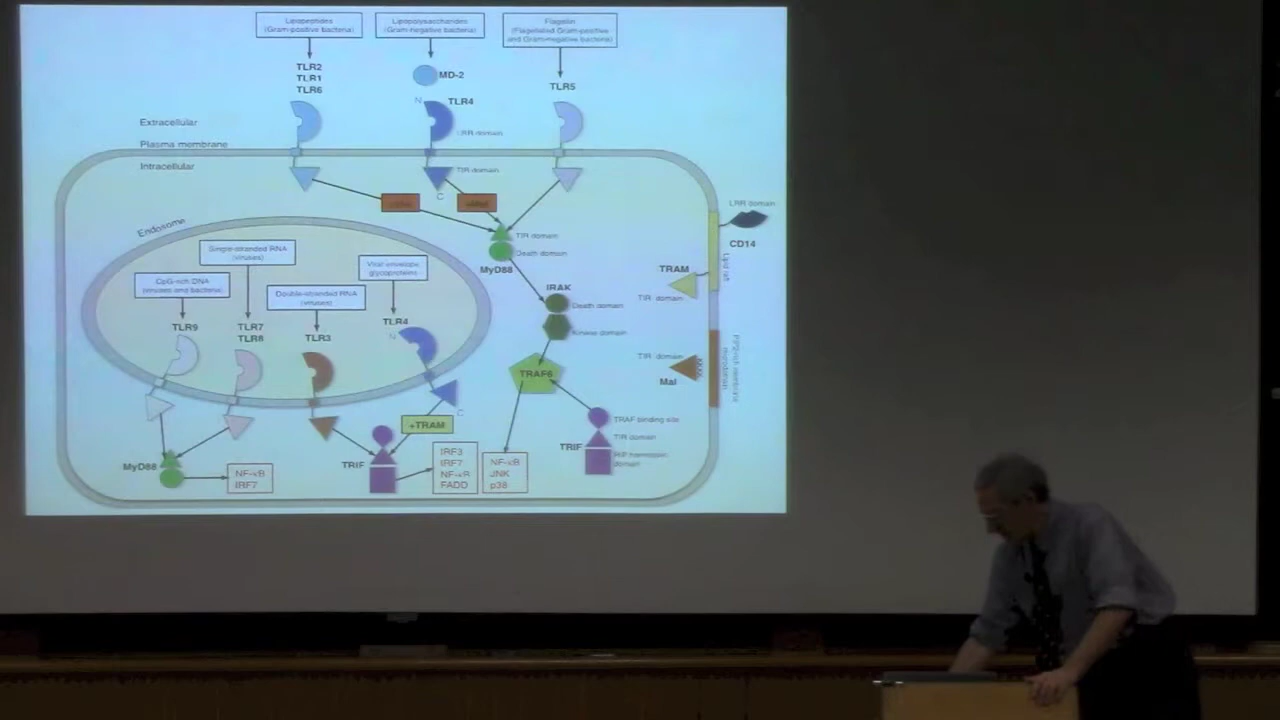 Lipopeptides
(Gram-positive bacteria)
Lipopolysaccharides
(Gram-negative bacteria)
Flagellin
(Flagellated Gram-positive
and Gram-negative bacteria)
TLR2
TLR1
TLR6
MD-2
TLR5
N
TLR4
Extracellular
LRR domain
Plasma membrane
Intracellular
TIR domain
C
LRR domain
CD14
Endosome
TIR domain
Death domain
MyD88
Single-stranded RNA
(viruses)
Viral envelope
glycoproteins
CpG-rich DNA
(viruses and bacteria)
Double-stranded RNA
(viruses)
TRAM
Lipid raft
TIR domain
IRAK
Death domain
Kinase domain
TLR9
TLR7
TLR8
TLR3
TLR4
N
TRAF6
TIR domain
Mal
C
+TRAM
TRAF binding site
TIR domain
TRIF
domain
MyD88
NF-κB
IRF7
TRIF
IRF3
IRF7
NF-κB
FADD
NF-κB
JNK
p38